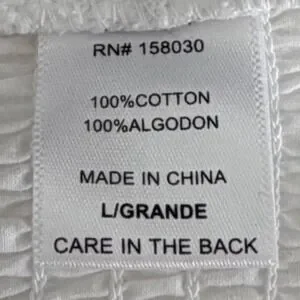 RN# 158030
100%COTTON
100%ALGODON
MADE IN CHINA
L/GRANDE
CARE IN THE BACK